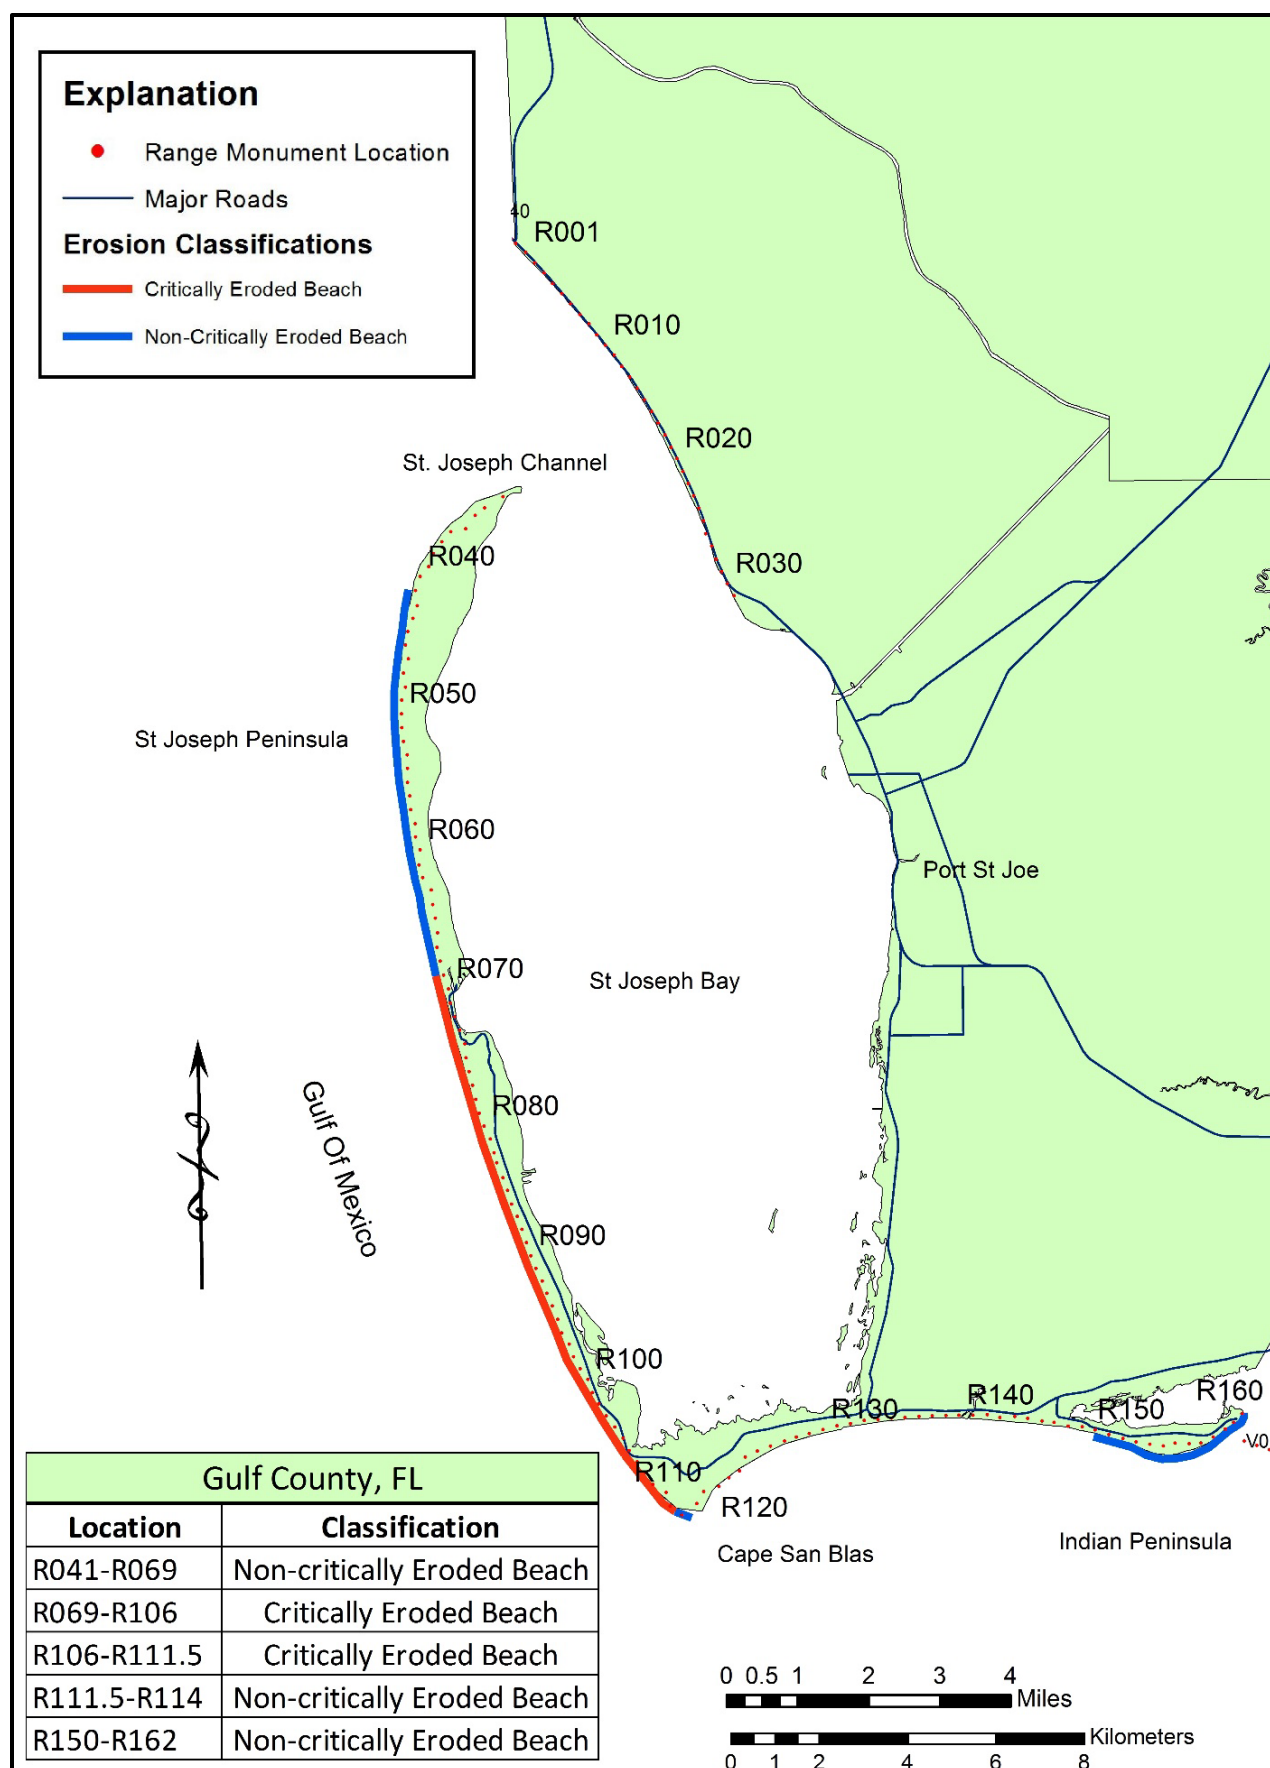 Explanation
Range Monument Location
Major Roads
Erosion Classifications
Critically Eroded Beach
Non-Critically Eroded Beach
40
R001
R010
R020
St. Joseph Channel
R040
R030
R050
St Joseph Peninsula
R060
Port St Joe
R070
St Joseph Bay
Gulf Of Mexico
R080
R090
R100
R130
R140
R150
R160
V0
R110
R120
Cape San Blas
Indian Peninsula
Gulf County, FL
Location Classification
R041-R069 Non-critically Eroded Beach
R069-R106 Critically Eroded Beach
R106-R111.5 Critically Eroded Beach
R111.5-R114 Non-critically Eroded Beach
R150-R162 Non-critically Eroded Beach
0 0.5 1 2 3 4
Miles
Kilometers
0 1 2 4 6 8